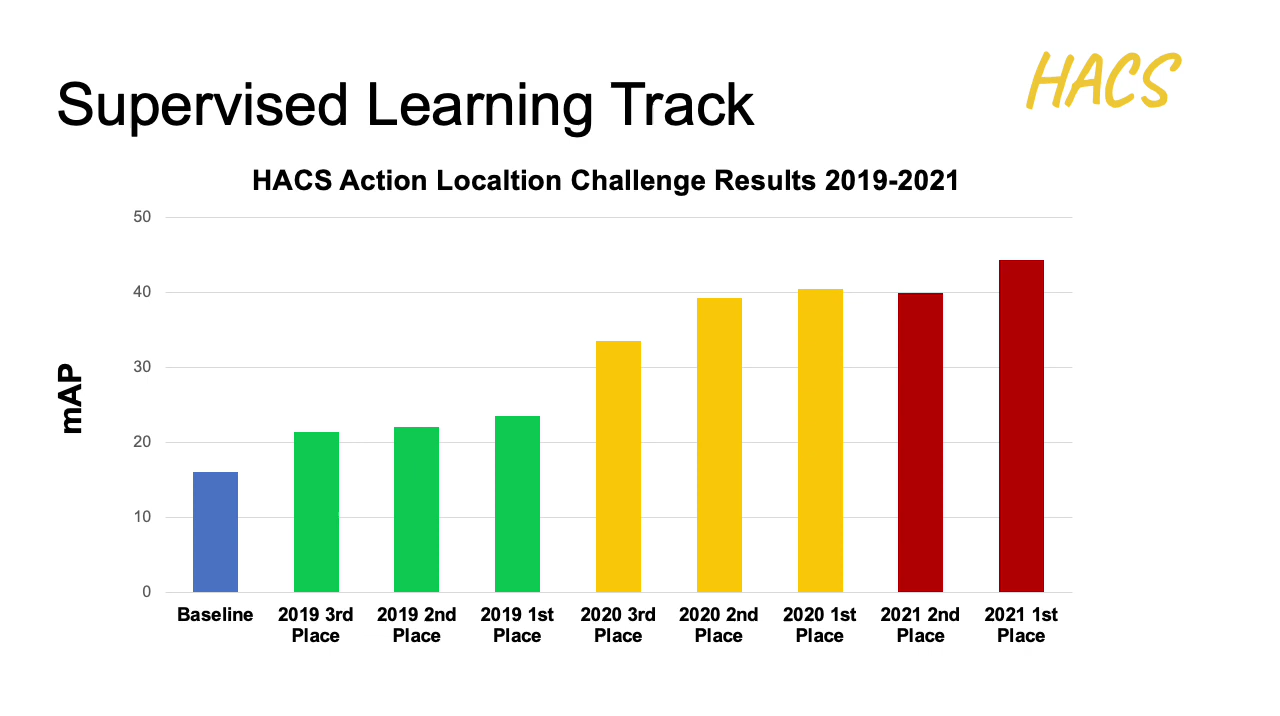 HACS
Supervised Learning Track
HACS Action Localtion Challenge Results 2019-2021
50
40
30
20
10
0
mAP
Baseline
2019 3rd
Place
2019 2nd
Place
2019 1st
Place
2020 3rd
Place
2020 2nd
Place
2020 1st
Place
2021 2nd
Place
2021 1st
Place